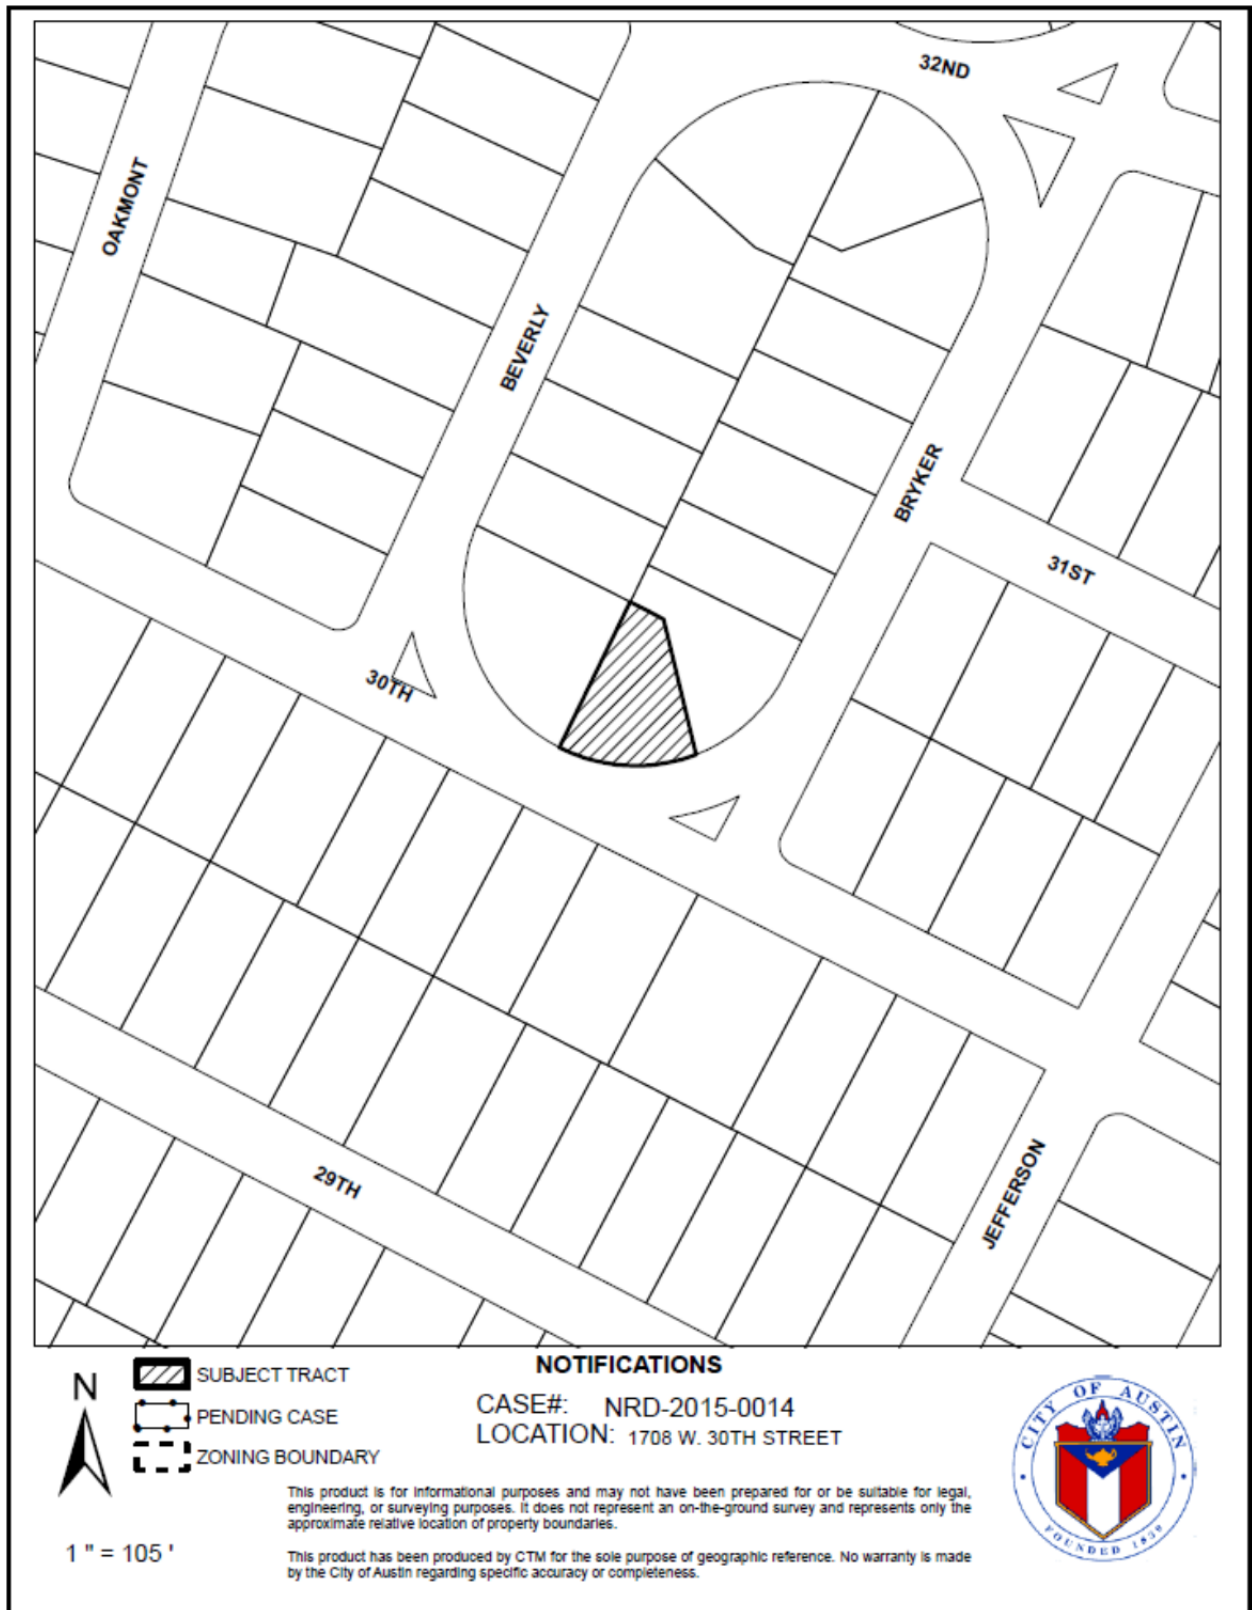 32ND
OAKMONT
BEVERLY
BRYKER
31ST
30TH
JEFFERSON
29TH
N
SUBJECT TRACT
PENDING CASE
ZONING BOUNDARY
1 " = 105 '
NOTIFICATIONS
CASE#: NRD-2015-0014
LOCATION: 1708 W. 30TH STREET
This product is for informational purposes and may not have been prepared for or be suitable for legal,
engineering, or surveying purposes. It does not represent an on-the-ground survey and represents only the
approximate relative location of property boundaries.
This product has been produced by CTM for the sole purpose of geographic reference. No warranty is made
by the City of Austin regarding specific accuracy or completeness.
CITY OF AUSTIN
FOUNDED 1839